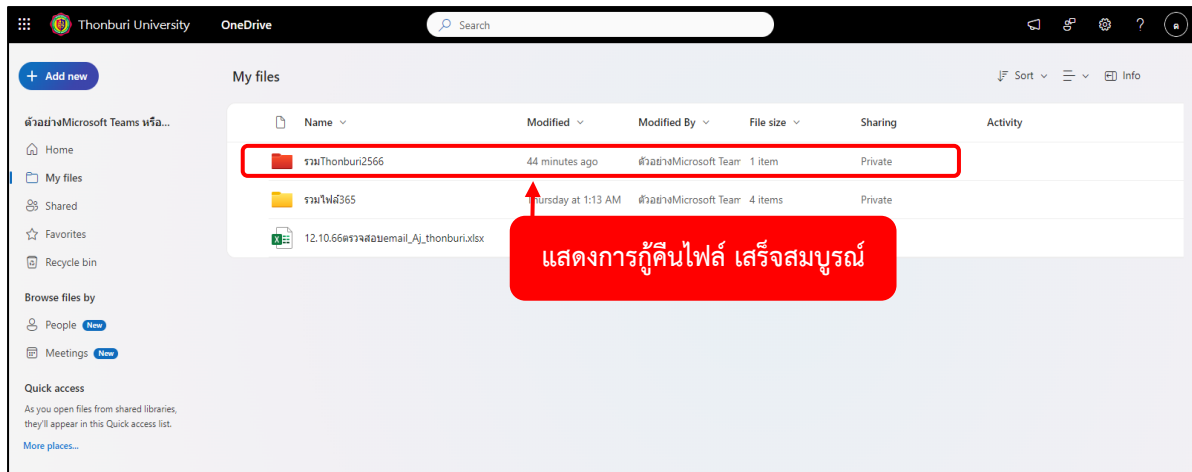 Thonburi University
OneDrive
Search
?
ค
+ Add new
My files
Sort
Info
ตัวอย่างMicrosoft Teams หรือ...
Home
My files
Shared
Favorites
Recycle bin
Browse files by
People New
Meetings New
Quick access
As you open files from shared libraries,
they'll appear in this Quick access list.
More places...
Name Modified Modified By File size Sharing Activity
รวมThonburi2566 44 minutes ago ตัวอย่างMicrosoft Team 1 item Private
รวมไฟล์365 Thursday at 1:13 AM ตัวอย่างMicrosoft Team 4 items Private
12.10.66ตรวจสอบemail_Aj_thonburi.xlsx
แสดงการกู้คืนไฟล์ เสร็จสมบูรณ์